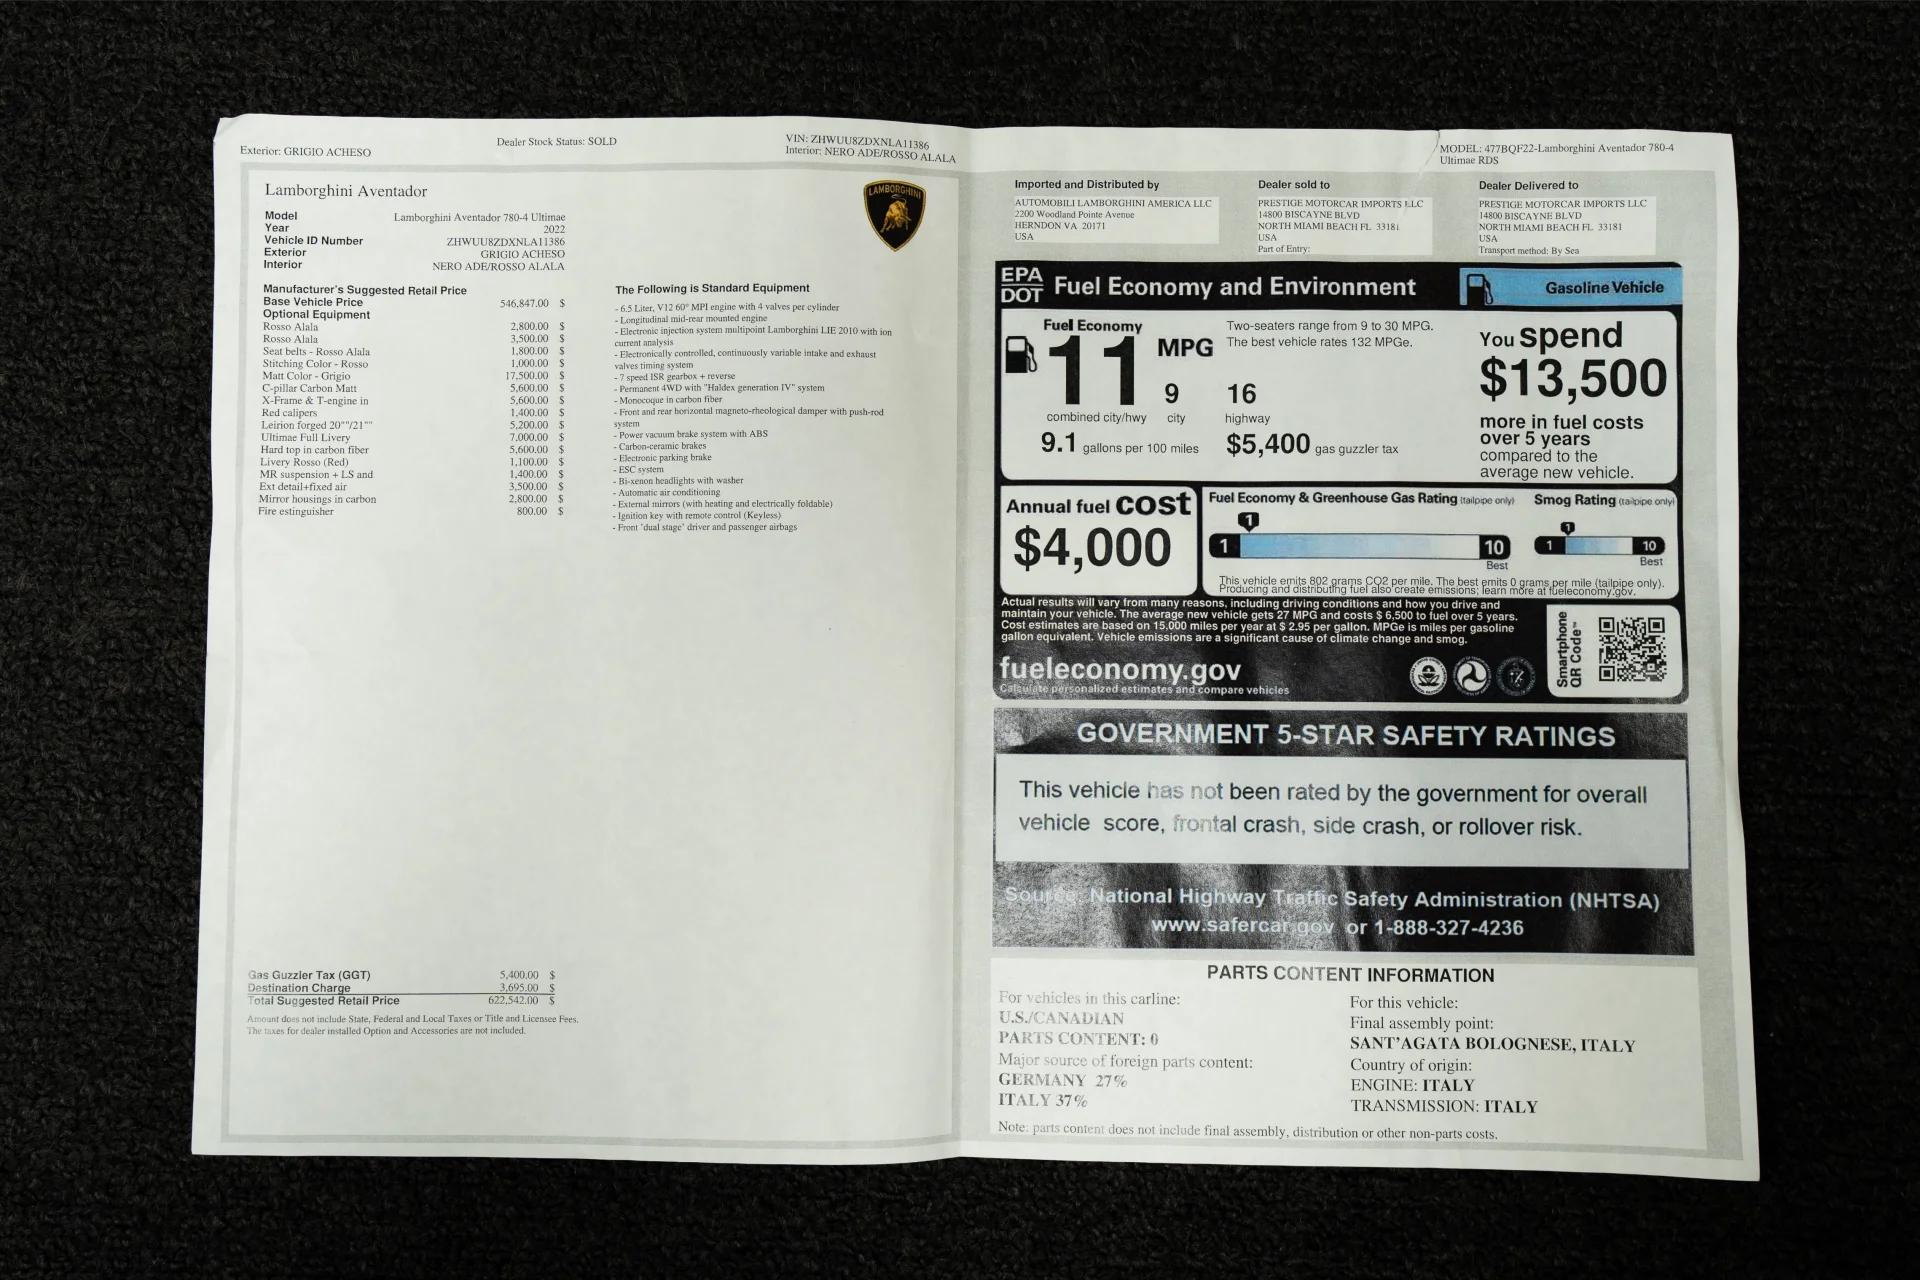 Exterior: GRIGIO ACHESO
Dealer Stock Status: SOLD
VIN: ZHWUU8ZDXNLA11386
Interior: NERO ADE/ROSSO ALALA
MODEL: 477BQF22-Lamborghini Aventador 780-4
Ultimae RDS
Lamborghini Aventador
LAMBORGHINI
Model Lamborghini Aventador 780-4 Ultimae
Year 2022
Vehicle ID Number ZHWUU8ZDXNLA11386
Exterior GRIGIO ACHESO
Interior NERO ADE/ROSSO ALALA
Manufacturer's Suggested Retail Price
Base Vehicle Price 546,847.00 $
Optional Equipment
Rosso Alala 2,800.00 $
Rosso Alala 3,500.00 $
Seat belts - Rosso Alala 1,800.00 $
Stitching Color - Rosso 1,000.00 $
Matt Color - Grigio 17,500.00 $
C-pillar Carbon Matt 5,600.00 $
X-Frame & T-engine in 5,600.00 $
Red calipers 1,400.00 $
Leirion forged 20""/21"" 5,200.00 $
Ultimae Full Livery 7,000.00 $
Hard top in carbon fiber 5,600.00 $
Livery Rosso (Red) 1,100.00 $
MR suspension + LS and 1,400.00 $
Ext detail+fixed air 3,500.00 $
Mirror housings in carbon 2,800.00 $
Fire estinguisher 800.00 $
The Following is Standard Equipment
- 6.5 Liter, V12 60° MPI engine with 4 valves per cylinder
- Longitudinal mid-rear mounted engine
- Electronic injection system multipoint Lamborghini LIE 2010 with ion
current analysis
- Electronically controlled, continuously variable intake and exhaust
valves timing system
- 7 speed ISR gearbox + reverse
- Permanent 4WD with "Haldex generation IV" system
- Monocoque in carbon fiber
- Front and rear horizontal magneto-rheological damper with push-rod
system
- Power vacuum brake system with ABS
- Carbon-ceramic brakes
- Electronic parking brake
- ESC system
- Bi-xenon headlights with washer
- Automatic air conditioning
- External mirrors (with heating and electrically foldable)
- Ignition key with remote control (Keyless)
- Front "dual stage" driver and passenger airbags
Gas Guzzler Tax (GGT) 5,400.00 $
Destination Charge 3,695.00 $
Total Suggested Retail Price 622,542.00 $
Amount does not include State, Federal and Local Taxes or Title and Licensee Fees.
The taxes for dealer installed Option and Accessories are not included.
Imported and Distributed by
AUTOMOBILI LAMBORGHINI AMERICA LLC
2200 Woodland Pointe Avenue
HERNDON VA 20171
USA
Dealer sold to
PRESTIGE MOTORCAR IMPORTS LLC
14800 BISCAYNE BLVD
NORTH MIAMI BEACH FL 33181
USA
Part of Entry:
Dealer Delivered to
PRESTIGE MOTORCAR IMPORTS LLC
14800 BISCAYNE BLVD
NORTH MIAMI BEACH FL 33181
USA
Transport method: By Sea
EPA
DOT
Fuel Economy and Environment
Gasoline Vehicle
Fuel Economy
11 MPG
combined city/hwy
9
city
16
highway
Two-seaters range from 9 to 30 MPG.
The best vehicle rates 132 MPGe.
9.1 gallons per 100 miles
$5,400 gas guzzler tax
You spend
$13,500
more in fuel costs
over 5 years
compared to the
average new vehicle.
Annual fuel cost
$4,000
Fuel Economy & Greenhouse Gas Rating (tailpipe only)
1
1 10
Best
Smog Rating (tailpipe only)
1
1 10
Best
This vehicle emits 802 grams CO2 per mile. The best emits 0 grams per mile (tailpipe only).
Producing and distributing fuel also create emissions; learn more at fueleconomy.gov.
Actual results will vary from many reasons, including driving conditions and how you drive and
maintain your vehicle. The average new vehicle gets 27 MPG and costs $ 6,500 to fuel over 5 years.
Cost estimates are based on 15.000 miles per year at $ 2.95 per gallon. MPGe is miles per gasoline
gallon equivalent. Vehicle emissions are a significant cause of climate change and smog.
fueleconomy.gov
Calculate personalized estimates and compare vehicles
Smartphone
QR Code™
GOVERNMENT 5-STAR SAFETY RATINGS
This vehicle has not been rated by the government for overall
vehicle score, frontal crash, side crash, or rollover risk.
Source: National Highway Traffic Safety Administration (NHTSA)
www.safercar.gov or 1-888-327-4236
PARTS CONTENT INFORMATION
For vehicles in this carline:
U.S./CANADIAN
PARTS CONTENT: 0
Major source of foreign parts content:
GERMANY 27%
ITALY 37%
For this vehicle:
Final assembly point:
SANT'AGATA BOLOGNESE, ITALY
Country of origin:
ENGINE: ITALY
TRANSMISSION: ITALY
Note: parts content does not include final assembly, distribution or other non-parts costs.